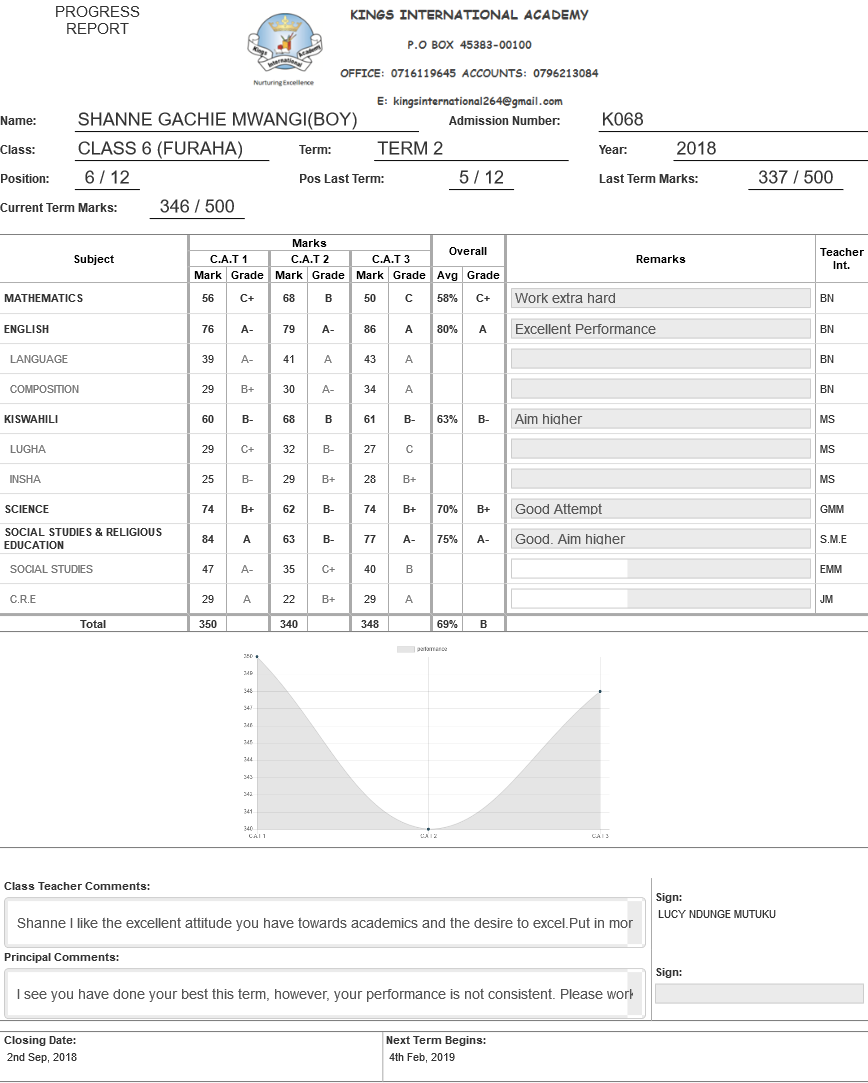 PROGRESS
REPORT
KINGS INTERNATIONAL ACADEMY
P.O BOX 45383-00100
OFFICE: 0716119645 ACCOUNTS: 0796213084
E: kingsinternational264@gmail.com
Kings International Academy
Nurturing Excellence
Name: SHANNE GACHIE MWANGI(BOY) Admission Number: K068
Class: CLASS 6 (FURAHA) Term: TERM 2 Year: 2018
Position: 6 / 12 Pos Last Term: 5 / 12 Last Term Marks: 337 / 500
Current Term Marks: 346 / 500
Subject Marks Overall Remarks Teacher Int.
C.A.T 1 C.A.T 2 C.A.T 3
Mark Grade Mark Grade Mark Grade Avg Grade
MATHEMATICS 56 C+ 68 B 50 C 58% C+ Work extra hard BN
ENGLISH 76 A- 79 A- 86 A 80% A Excellent Performance BN
LANGUAGE 39 A- 41 A 43 A BN
COMPOSITION 29 B+ 30 A- 34 A BN
KISWAHILI 60 B- 68 B 61 B- 63% B- Aim higher MS
LUGHA 29 C+ 32 B- 27 C MS
INSHA 25 B- 29 B+ 28 B+ MS
SCIENCE 74 B+ 62 B- 74 B+ 70% B+ Good Attempt GMM
SOCIAL STUDIES & RELIGIOUS
EDUCATION 84 A 63 B- 77 A- 75% A- Good. Aim higher S.M.E
SOCIAL STUDIES 47 A- 35 C+ 40 B EMM
C.R.E 29 A 22 B+ 29 A JM
Total 350 340 348 69% B
performance
350
349
348
347
346
345
344
343
342
341
340
C.A.T 1 C.A.T 2 C.A.T 3
Class Teacher Comments:
Shanne I like the excellent attitude you have towards academics and the desire to excel.Put in mor
Sign:
LUCY NDUNGE MUTUKU
Principal Comments:
I see you have done your best this term, however, your performance is not consistent. Please work
Sign:
Closing Date: Next Term Begins:
2nd Sep, 2018 4th Feb, 2019